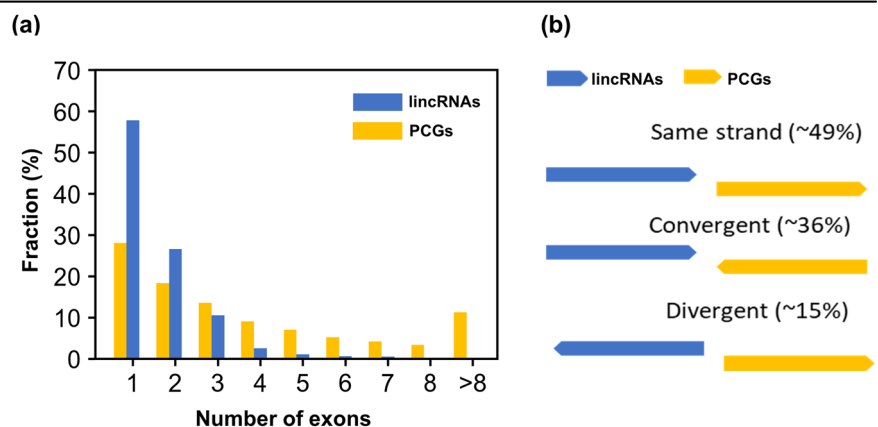 (a)
70
60
50
40
30
20
10
0
Fraction (%)
lincRNAs
PCGs
1 2 3 4 5 6 7 8 >8
Number of exons
(b)
lincRNAs PCGs
Same strand (~49%)
Convergent (~36%)
Divergent (~15%)